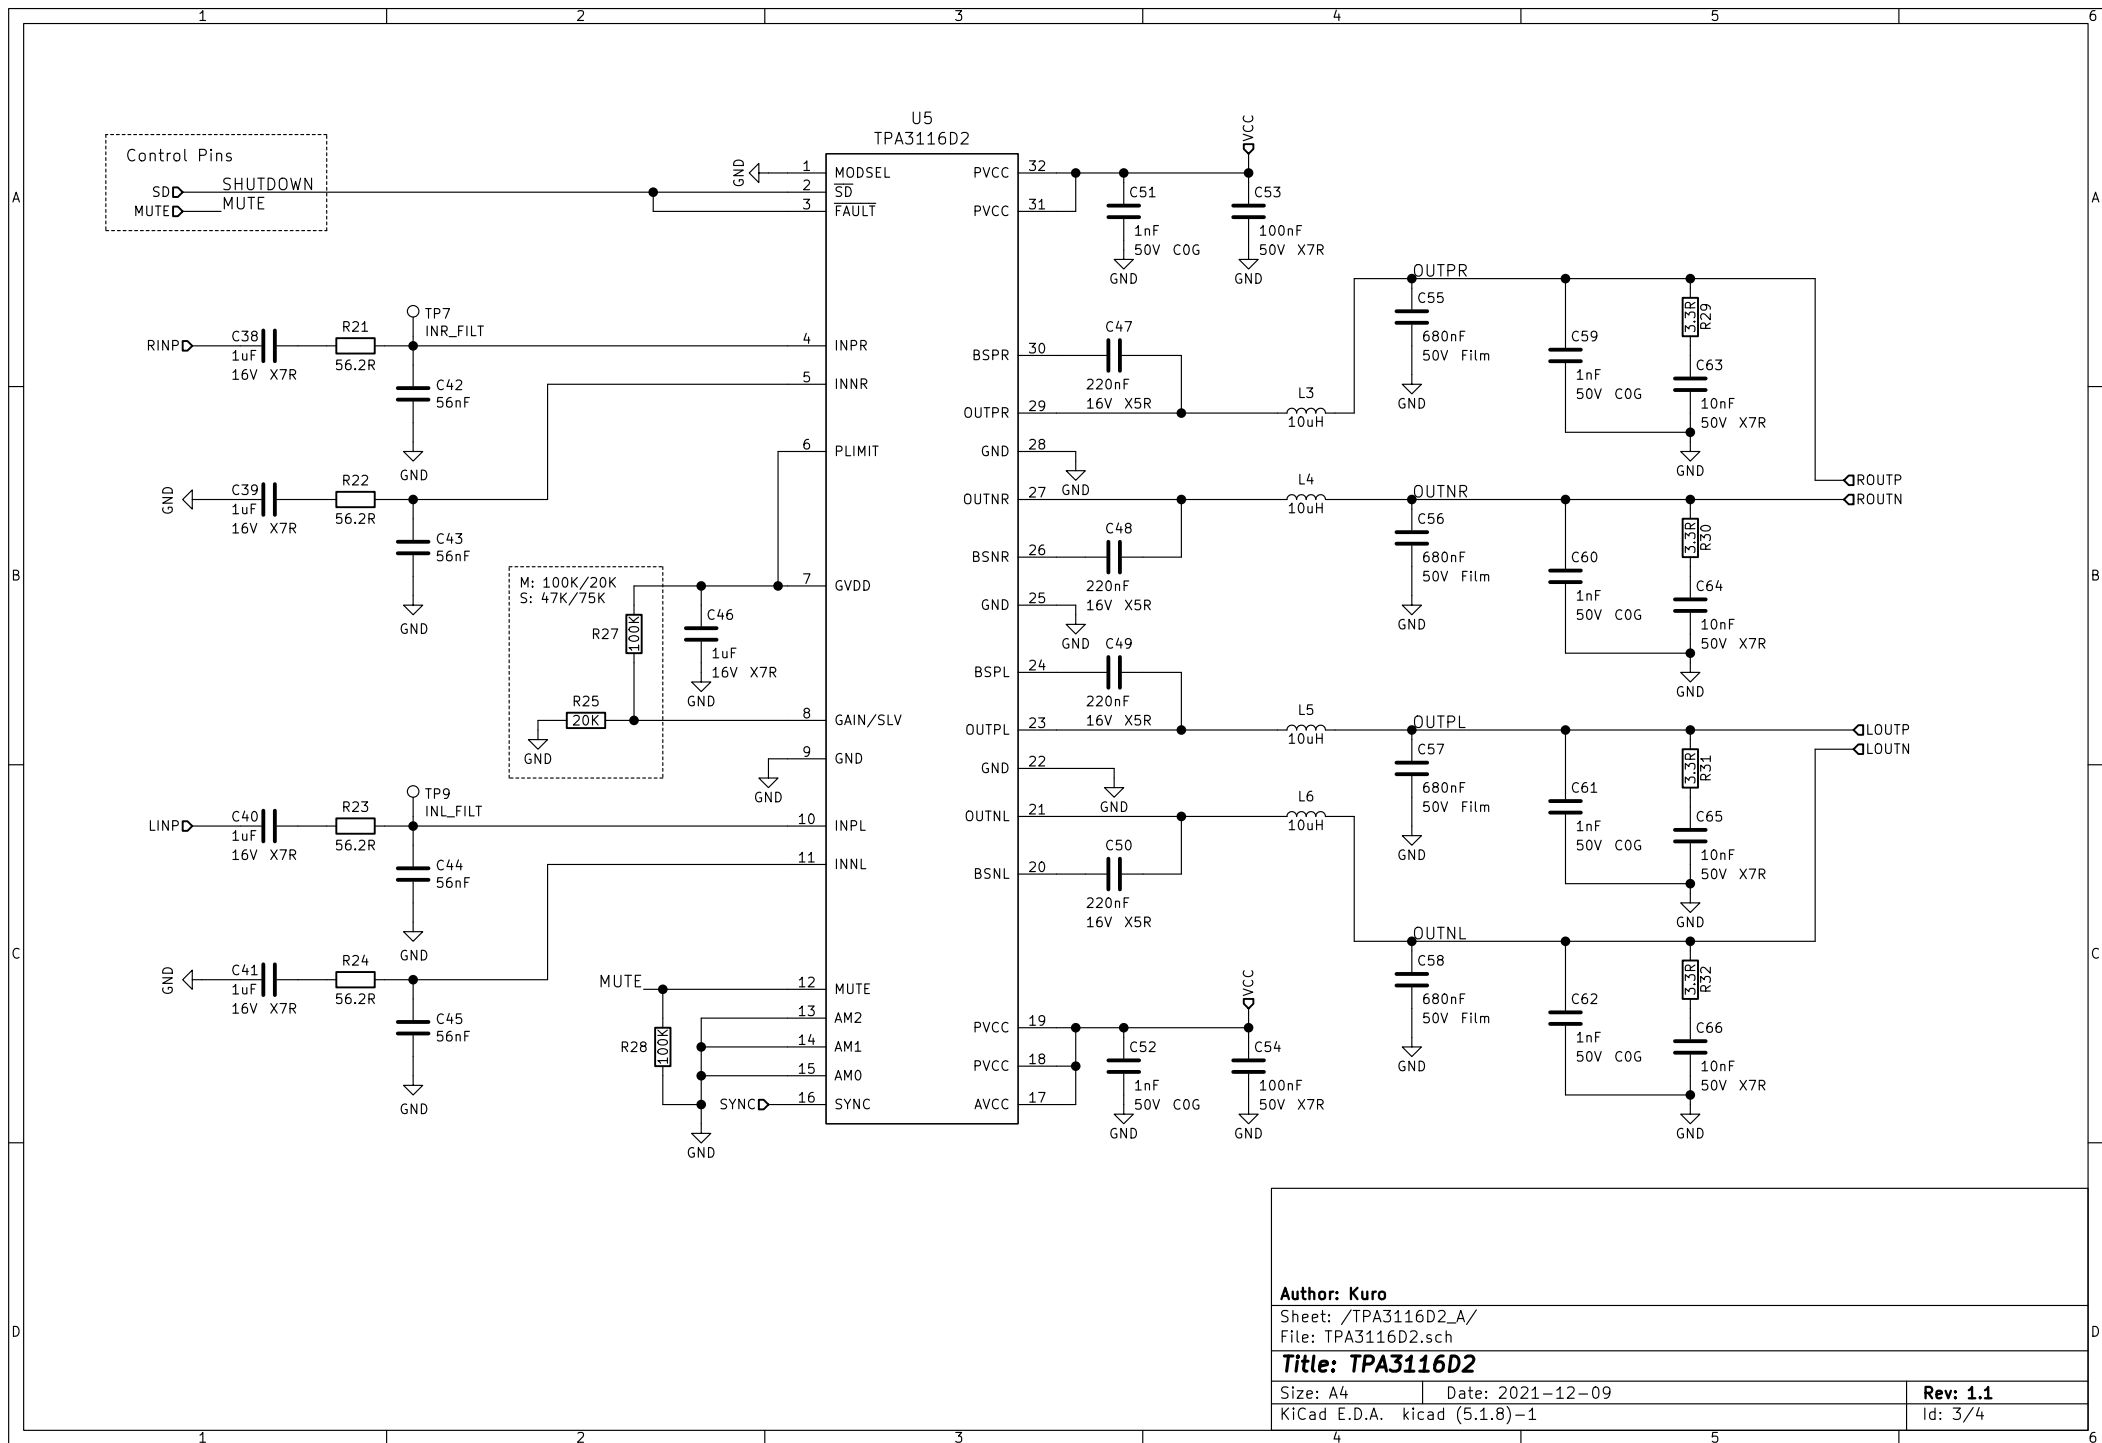 1 2 3 4 5 6
A
B
C
D
A
B
C
D
1 2 3 4 5 6
Control Pins
SD SHUTDOWN
MUTE MUTE
U5
TPA3116D2
GND
1 MODSEL
2 SD
3 FAULT
4 INPR
5 INNR
6 PLIMIT
7 GVDD
8 GAIN/SLV
9 GND
10 INPL
11 INNL
12 MUTE
13 AM2
14 AM1
15 AM0
16 SYNC
PVCC 32
PVCC 31
BSPR 30
OUTPR 29
GND 28
OUTNR 27
BSNR 26
GND 25
BSPL 24
OUTPL 23
GND 22
OUTNL 21
BSNL 20
PVCC 19
PVCC 18
AVCC 17
RINP
C38
1uF
16V X7R
R21
56.2R
TP7
INR_FILT
C42
56nF
GND
GND
C39
1uF
16V X7R
R22
56.2R
C43
56nF
GND
M: 100K/20K
S: 47K/75K
R27
100K
R25
20K
GND
C46
1uF
16V X7R
GND
GND
LINP
C40
1uF
16V X7R
R23
56.2R
TP9
INL_FILT
C44
56nF
GND
GND
C41
1uF
16V X7R
R24
56.2R
C45
56nF
GND
MUTE
R28
100K
SYNC
GND
VCC
C51
1nF
50V C0G
GND
C53
100nF
50V X7R
GND
C47
220nF
16V X5R
L3
10uH
GND
L4
10uH
C48
220nF
16V X5R
GND
C49
220nF
16V X5R
L5
10uH
GND
L6
10uH
C50
220nF
16V X5R
VCC
C52
1nF
50V C0G
GND
C54
100nF
50V X7R
GND
OUTPR
C55
680nF
50V Film
GND
C59
1nF
50V C0G
3.3R
R29
C63
10nF
50V X7R
GND
ROUTP
ROUTN
OUTNR
C56
680nF
50V Film
GND
C60
1nF
50V C0G
3.3R
R30
C64
10nF
50V X7R
GND
OUTPL
C57
680nF
50V Film
GND
C61
1nF
50V C0G
3.3R
R31
C65
10nF
50V X7R
GND
LOUTP
LOUTN
OUTNL
C58
680nF
50V Film
GND
C62
1nF
50V C0G
3.3R
R32
C66
10nF
50V X7R
GND
Author: Kuro
Sheet: /TPA3116D2_A/
File: TPA3116D2.sch
Title: TPA3116D2
Size: A4 Date: 2021-12-09 Rev: 1.1
KiCad E.D.A. kicad (5.1.8)-1 Id: 3/4